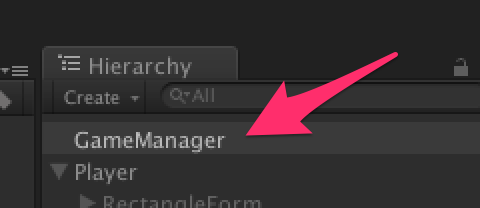 Hierarchy
Create All
GameManager
Player
RectangleForm